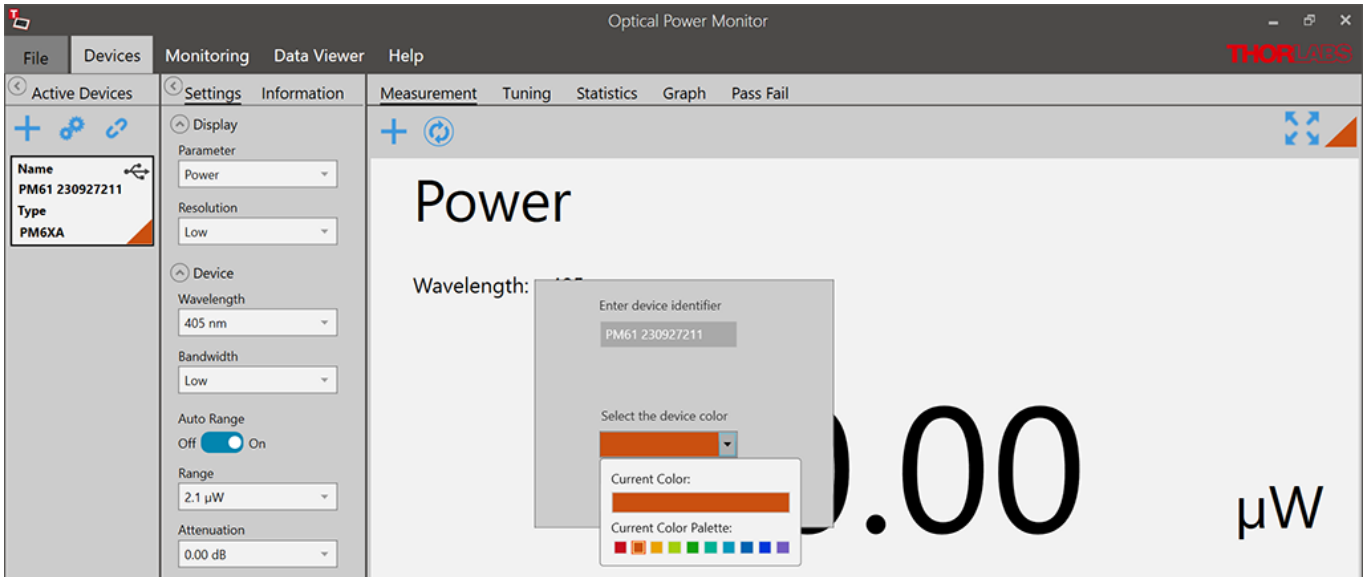 Optical Power Monitor
File Devices Monitoring Data Viewer Help
THORLABS
Active Devices
Name
PM61 230927211
Type
PM6XA
Settings Information
Display
Parameter
Power
Resolution
Low
Device
Wavelength
405 nm
Bandwidth
Low
Auto Range
Off On
Range
2.1 µW
Attenuation
0.00 dB
Measurement Tuning Statistics Graph Pass Fail
Power
Wavelength:
Enter device identifier
PM61 230927211
Select the device color
Current Color:
Current Color Palette:
0.00
µW